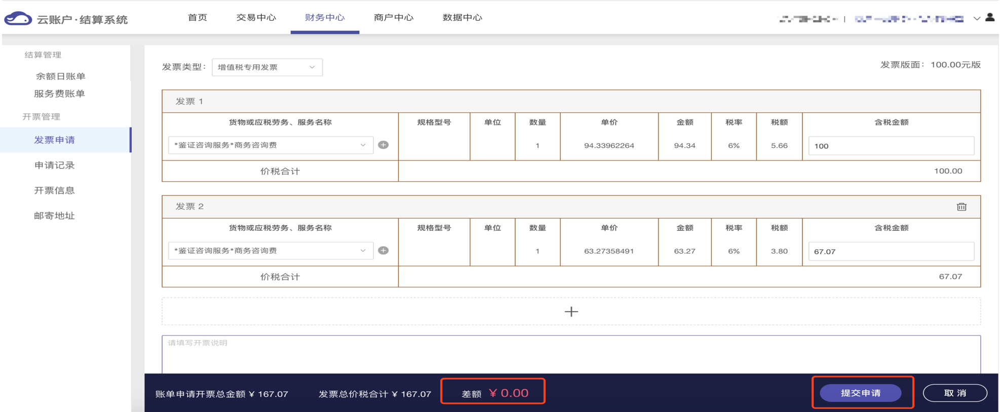 云账户·结算系统
首页 交易中心 财务中心 商户中心 数据中心
结算管理
余额日账单
服务费账单
开票管理
发票申请
申请记录
开票信息
邮寄地址
发票类型： 增值税专用发票
发票版面： 100.00元版
发票 1
货物或应税劳务、服务名称 规格型号 单位 数量 单价 金额 税率 税额 含税金额
*鉴证咨询服务*商务咨询费 1 94.33962264 94.34 6% 5.66 100
价税合计 100.00
发票 2
货物或应税劳务、服务名称 规格型号 单位 数量 单价 金额 税率 税额 含税金额
*鉴证咨询服务*商务咨询费 1 63.27358491 63.27 6% 3.80 67.07
价税合计 67.07
请填写开票说明
账单申请开票总金额 ¥ 167.07 发票总价税合计 ¥ 167.07 差额 ¥ 0.00 提交申请 取 消